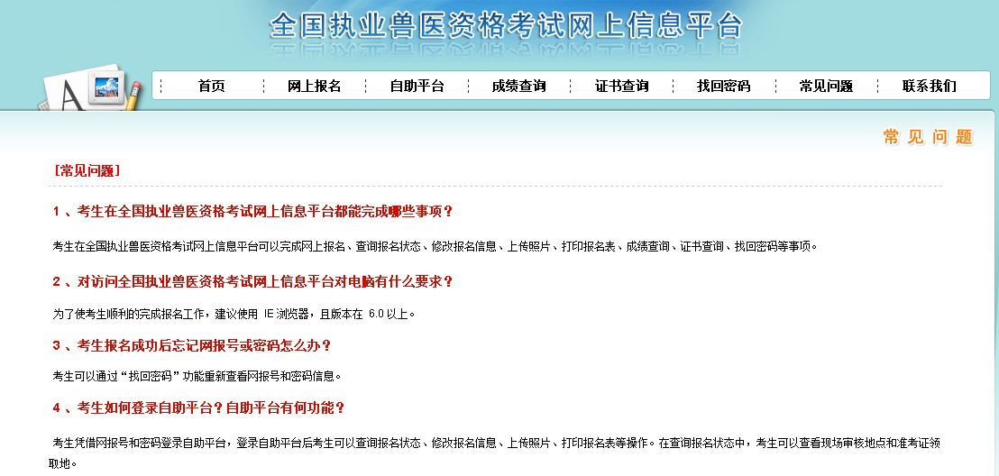 全国执业兽医资格考试网上信息平台
首页 网上报名 自助平台 成绩查询 证书查询 找回密码 常见问题 联系我们
A
常见问题
[常见问题]
1 、考生在全国执业兽医资格考试网上信息平台都能完成哪些事项?
考生在全国执业兽医资格考试网上信息平台可以完成网上报名、查询报名状态、修改报名信息、上传照片、打印报名表、成绩查询、证书查询、找回密码等事项。
2 、对访问全国执业兽医资格考试网上信息平台对电脑有什么要求?
为了使考生顺利的完成报名工作，建议使用 IE 浏览器，且版本在 6.0 以上。
3 、考生报名成功后忘记网报号或密码怎么办?
考生可以通过“找回密码”功能重新查看网报号和密码信息。
4 、考生如何登录自助平台?自助平台有何功能?
考生凭借网报号和密码登录自助平台，登录自助平台后考生可以查询报名状态、修改报名信息、上传照片、打印报名表等操作。在查询报名状态中，考生可以查看现场审核地点和准考证领
取地。